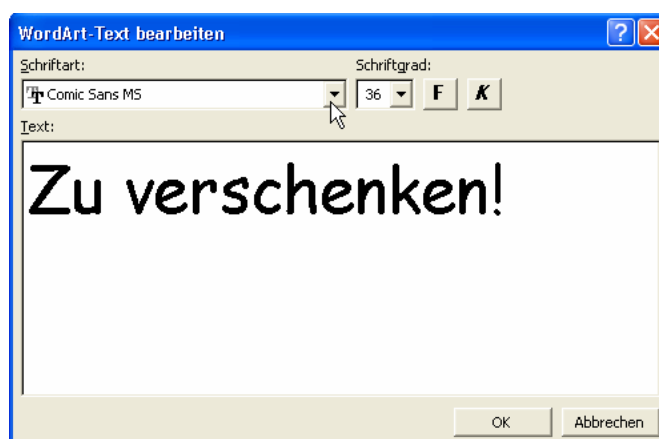 WordArt-Text bearbeiten
Schriftart: Schriftgrad:
Comic Sans MS 36 F K
Text:
Zu verschenken!
OK Abbrechen